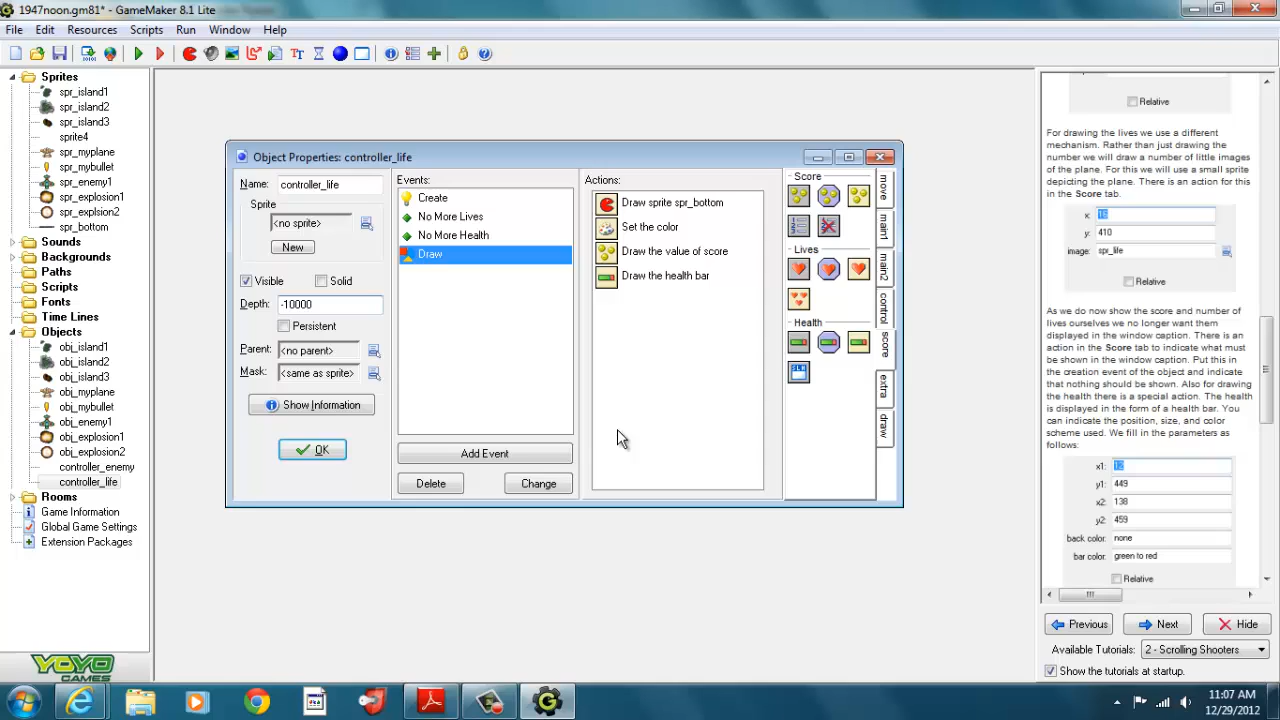 1947noon.gm81* - GameMaker 8.1 Lite
File Edit Resources Scripts Run Window Help
Sprites
spr_island1
spr_island2
spr_island3
sprite4
spr_myplane
spr_mybullet
spr_enemy1
spr_explosion1
spr_explsion2
spr_bottom
Sounds
Backgrounds
Paths
Scripts
Fonts
Time Lines
Objects
obj_island1
obj_island2
obj_island3
obj_myplane
obj_mybullet
obj_enemy1
obj_explosion1
obj_explosion2
controller_enemy
controller_life
Rooms
Game Information
Global Game Settings
Extension Packages
YOYO
GAMES
Object Properties: controller_life
Name: controller_life
Sprite
<no sprite>
New
Visible Solid
Depth: -10000
Persistent
Parent: <no parent>
Mask: <same as sprite>
Show Information
OK
Events:
Create
No More Lives
No More Health
Draw
Add Event
Delete Change
Actions:
Draw sprite spr_bottom
Set the color
Draw the value of score
Draw the health bar
Score
Lives
Health
move
main1
main2
control
score
extra
draw
Relative
For drawing the lives we use a different
mechanism. Rather than just drawing the
number we will draw a number of little images
of the plane. For this we will use a small sprite
depicting the plane. There is an action for this
in the Score tab.
x: 16
y: 410
image: spr_life
Relative
As we do now show the score and number of
lives ourselves we no longer want them
displayed in the window caption. There is an
action in the Score tab to indicate what must
be shown in the window caption. Put this in
the creation event of the object and indicate
that nothing should be shown. Also for drawing
the health there is a special action. The health
is displayed in the form of a health bar. You
can indicate the position, size, and color
scheme used. We fill in the parameters as
follows:
x1: 12
y1: 449
x2: 138
y2: 459
back color: none
bar color: green to red
Relative
Previous Next Hide
Available Tutorials: 2 - Scrolling Shooters
Show the tutorials at startup.
11:07 AM
12/29/2012